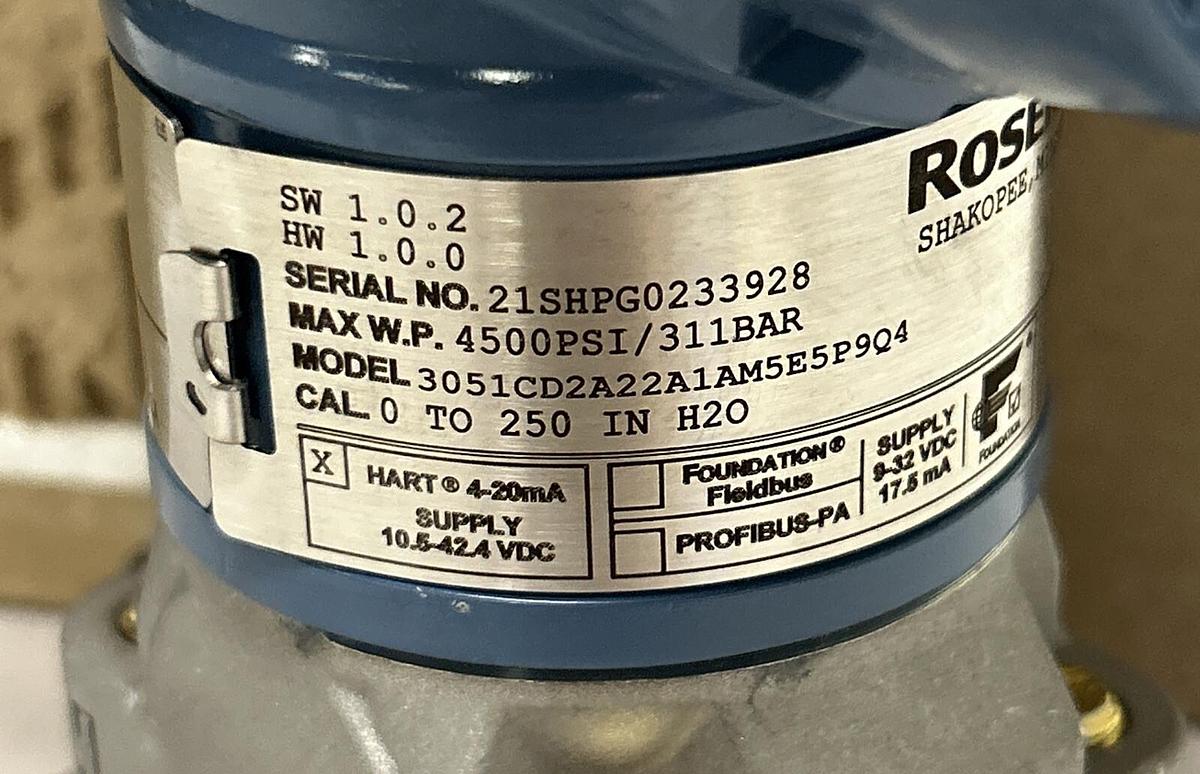 SW 1.0.2
HW 1.0.0
SERIAL NO. 21SHPG0233928
MAX W.P. 4500PSI/311BAR
MODEL 3051CD2A22A1AM5E5P9Q4
CAL. 0 TO 250 IN H2O
ROSE
SHAKOPEE, M
X HART® 4-20mA
SUPPLY
10.5-42.4 VDC
FOUNDATION®
Fieldbus
PROFIBUS-PA
SUPPLY
9-32 VDC
17.5 mA
FOUNDATION